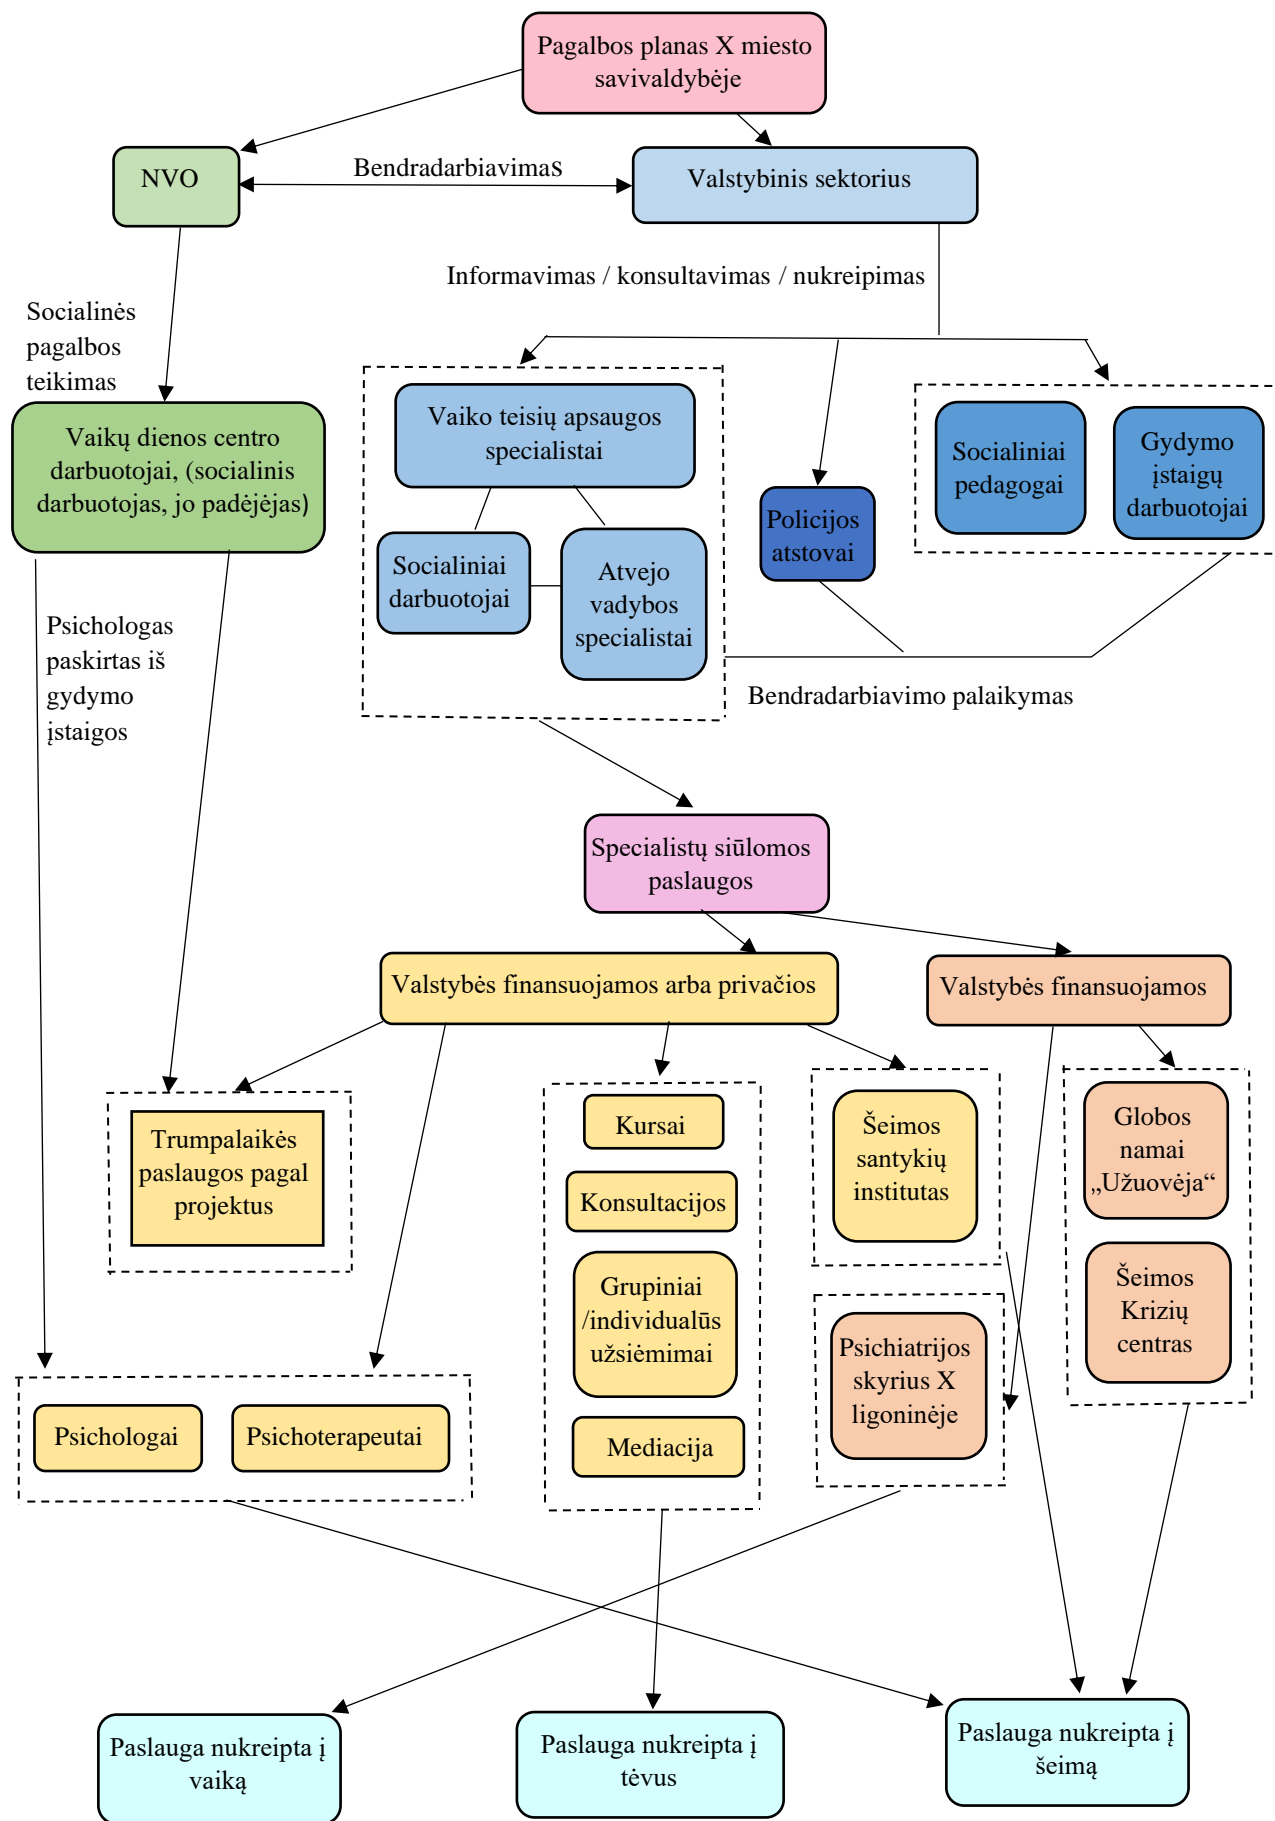 Pagalbos planas X miesto
savivaldybėje
NVO
Bendradarbiavimas
Valstybinis sektorius
Informavimas / konsultavimas / nukreipimas
Socialinės
pagalbos
teikimas
Vaikų dienos centro
darbuotojai, (socialinis
darbuotojas, jo padėjėjas)
Vaiko teisių apsaugos
specialistai
Socialiniai
darbuotojai
Atvejo
vadybos
specialistai
Policijos
atstovai
Socialiniai
pedagogai
Gydymo
įstaigų
darbuotojai
Psichologas
paskirtas iš
gydymo
įstaigos
Bendradarbiavimo palaikymas
Specialistų siūlomos
paslaugos
Valstybės finansuojamos arba privačios
Valstybės finansuojamos
Trumpalaikės
paslaugos pagal
projektus
Kursai
Konsultacijos
Grupiniai
/individualūs
užsiėmimai
Mediacija
Šeimos
santykių
institutas
Globos
namai
„Užuovėja“
Šeimos
Krizių
centras
Psichiatrijos
skyrius X
ligoninėje
Psichologai
Psichoterapeutai
Paslauga nukreipta į
vaiką
Paslauga nukreipta į
tėvus
Paslauga nukreipta į
šeimą